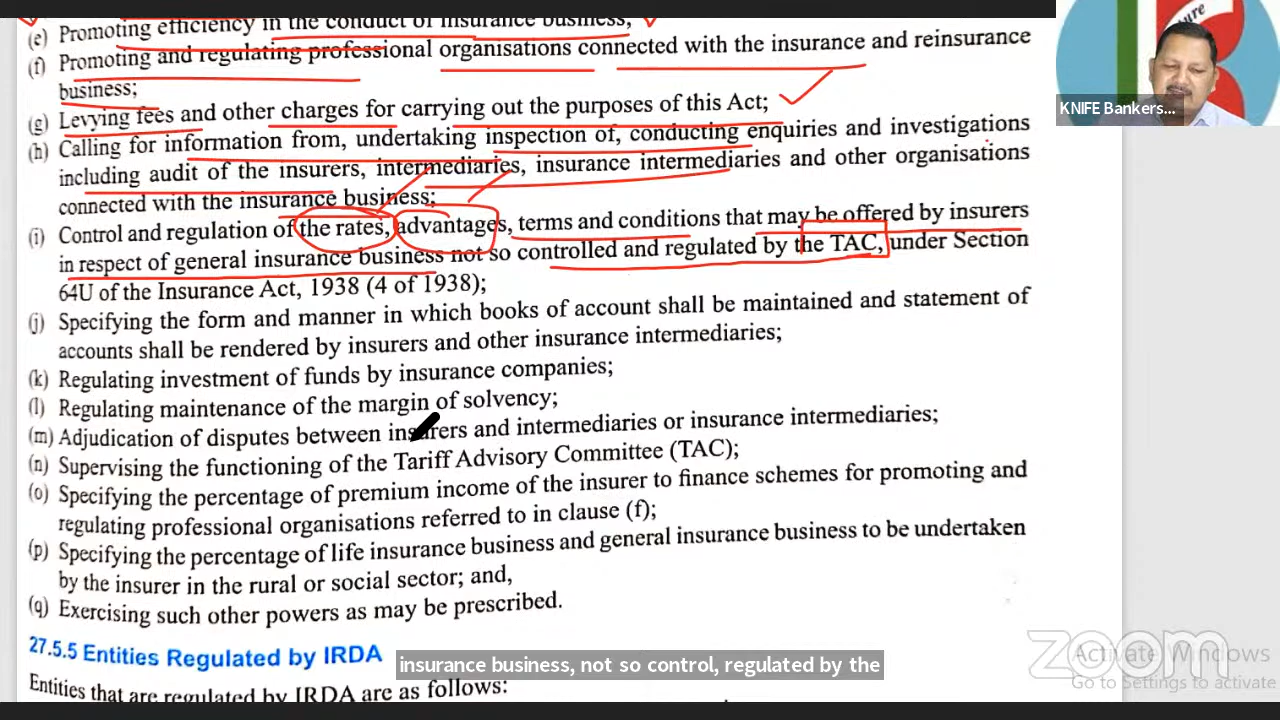 (e) Promoting efficiency in the conduct of insurance business;
(f) Promoting and regulating professional organisations connected with the insurance and reinsurance
business;
(g) Levying fees and other charges for carrying out the purposes of this Act;
(h) Calling for information from, undertaking inspection of, conducting enquiries and investigations
including audit of the insurers, intermediaries, insurance intermediaries and other organisations
connected with the insurance business;
(i) Control and regulation of the rates, advantages, terms and conditions that may be offered by insurers
in respect of general insurance business not so controlled and regulated by the TAC, under Section
64U of the Insurance Act, 1938 (4 of 1938);
(j) Specifying the form and manner in which books of account shall be maintained and statement of
accounts shall be rendered by insurers and other insurance intermediaries;
(k) Regulating investment of funds by insurance companies;
(l) Regulating maintenance of the margin of solvency;
(m) Adjudication of disputes between insurers and intermediaries or insurance intermediaries;
(n) Supervising the functioning of the Tariff Advisory Committee (TAC);
(o) Specifying the percentage of premium income of the insurer to finance schemes for promoting and
regulating professional organisations referred to in clause (f);
(p) Specifying the percentage of life insurance business and general insurance business to be undertaken
by the insurer in the rural or social sector; and,
(q) Exercising such other powers as may be prescribed.
27.5.5 Entities Regulated by IRDA
Entities that are regulated by IRDA are as follows:
insurance business, not so control, regulated by the
KNIFE Bankers...
zoom
Activate Windows
Go to Settings to activate